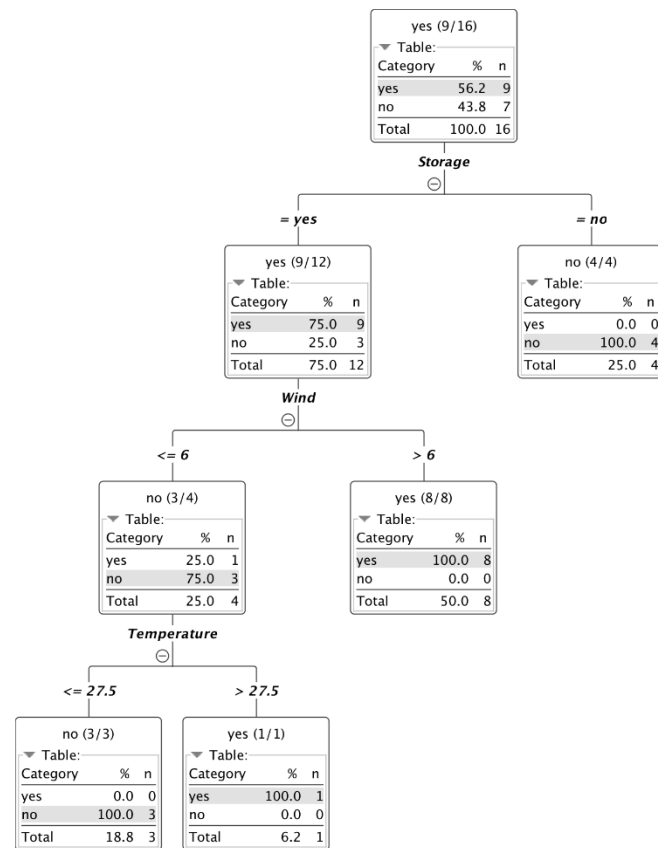 yes (9/16)
Table:
Category % n
yes 56.2 9
no 43.8 7
Total 100.0 16
Storage
= yes
= no
yes (9/12)
Table:
Category % n
yes 75.0 9
no 25.0 3
Total 75.0 12
no (4/4)
Table:
Category % n
yes 0.0 0
no 100.0 4
Total 25.0 4
Wind
<= 6
> 6
no (3/4)
Table:
Category % n
yes 25.0 1
no 75.0 3
Total 25.0 4
yes (8/8)
Table:
Category % n
yes 100.0 8
no 0.0 0
Total 50.0 8
Temperature
<= 27.5
> 27.5
no (3/3)
Table:
Category % n
yes 0.0 0
no 100.0 3
Total 18.8 3
yes (1/1)
Table:
Category % n
yes 100.0 1
no 0.0 0
Total 6.2 1